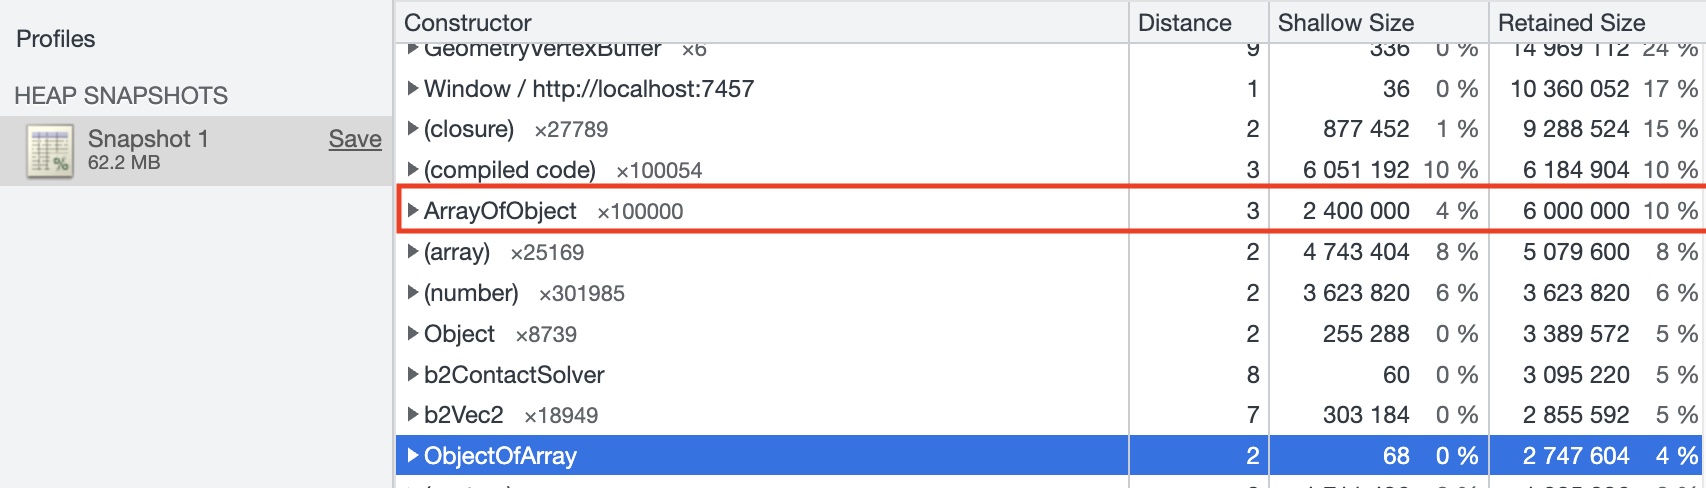 Profiles
HEAP SNAPSHOTS
Snapshot 1 Save
62.2 MB
Constructor Distance Shallow Size Retained Size
GeometryVertexBuffer ×6 9 336 0 % 14 969 112 24 %
Window / http://localhost:7457 1 36 0 % 10 360 052 17 %
(closure) ×27789 2 877 452 1 % 9 288 524 15 %
(compiled code) ×100054 3 6 051 192 10 % 6 184 904 10 %
ArrayOfObject ×100000 3 2 400 000 4 % 6 000 000 10 %
(array) ×25169 2 4 743 404 8 % 5 079 600 8 %
(number) ×301985 2 3 623 820 6 % 3 623 820 6 %
Object ×8739 2 255 288 0 % 3 389 572 5 %
b2ContactSolver 8 60 0 % 3 095 220 5 %
b2Vec2 ×18949 7 303 184 0 % 2 855 592 5 %
ObjectOfArray 2 68 0 % 2 747 604 4 %